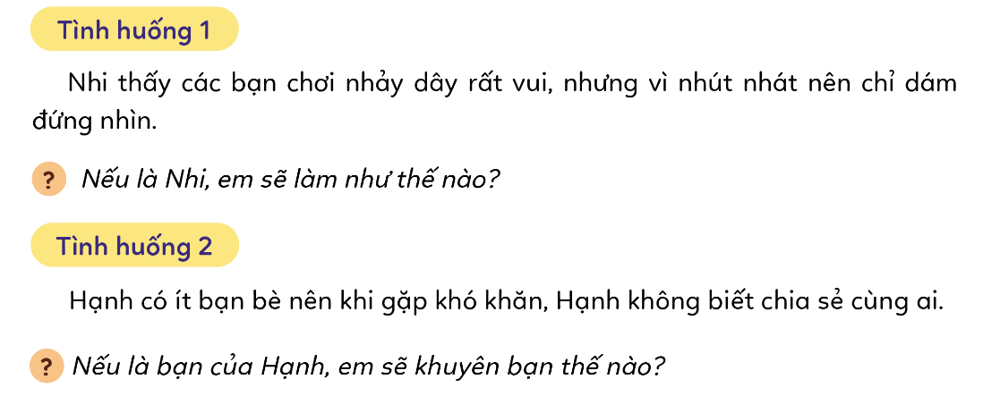 Tình huống 1
Nhi thấy các bạn chơi nhảy dây rất vui, nhưng vì nhút nhát nên chỉ dám
đứng nhìn.
? Nếu là Nhi, em sẽ làm như thế nào?
Tình huống 2
Hạnh có ít bạn bè nên khi gặp khó khăn, Hạnh không biết chia sẻ cùng ai.
? Nếu là bạn của Hạnh, em sẽ khuyên bạn thế nào?